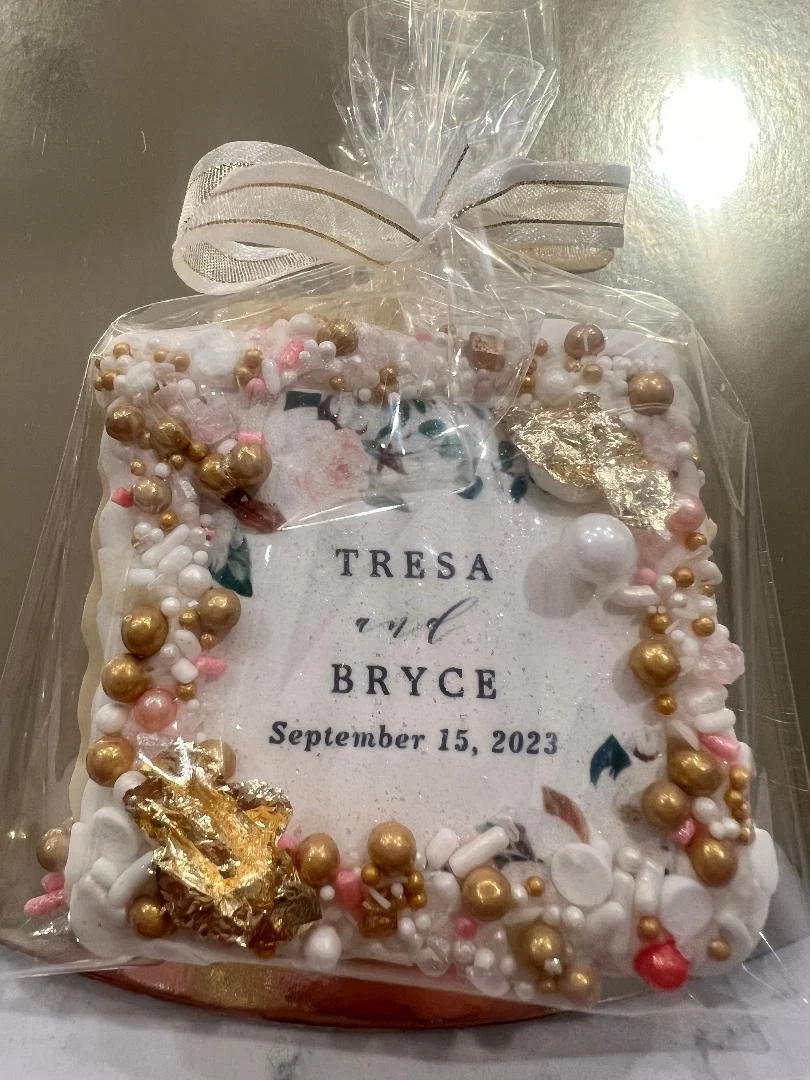 TRESA
and
BRYCE
September 15, 2023